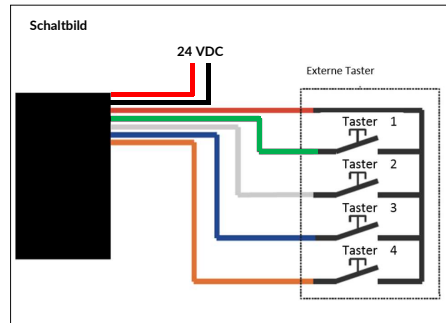 Schaltbild
24 VDC
Externe Taster
Taster 1
Taster 2
Taster 3
Taster 4